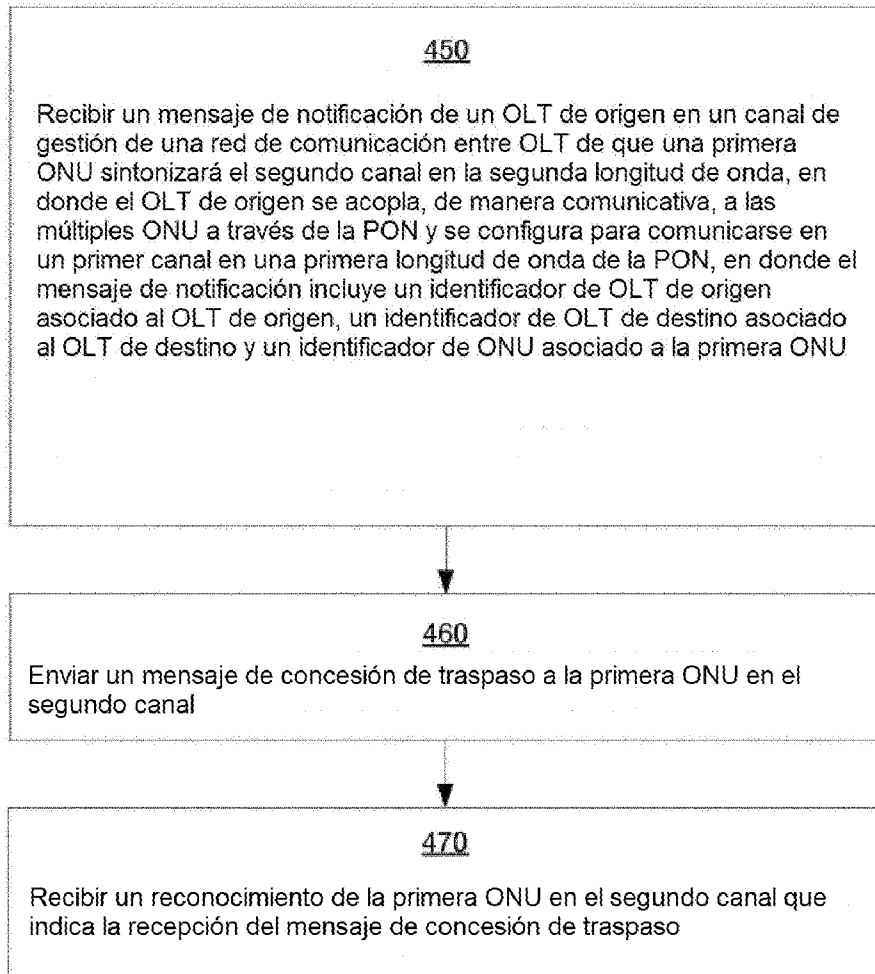 450
Recibir un mensaje de notificación de un OLT de origen en un canal de
gestión de una red de comunicación entre OLT de que una primera
ONU sintonizará el segundo canal en la segunda longitud de onda, en
donde el OLT de origen se acopla, de manera comunicativa, a las
múltiples ONU a través de la PON y se configura para comunicarse en
un primer canal en una primera longitud de onda de la PON, en donde el
mensaje de notificación incluye un identificador de OLT de origen
asociado al OLT de origen, un identificador de OLT de destino asociado
al OLT de destino y un identificador de ONU asociado a la primera ONU
460
Enviar un mensaje de concesión de traspaso a la primera ONU en el
segundo canal
470
Recibir un reconocimiento de la primera ONU en el segundo canal que
indica la recepción del mensaje de concesión de traspaso